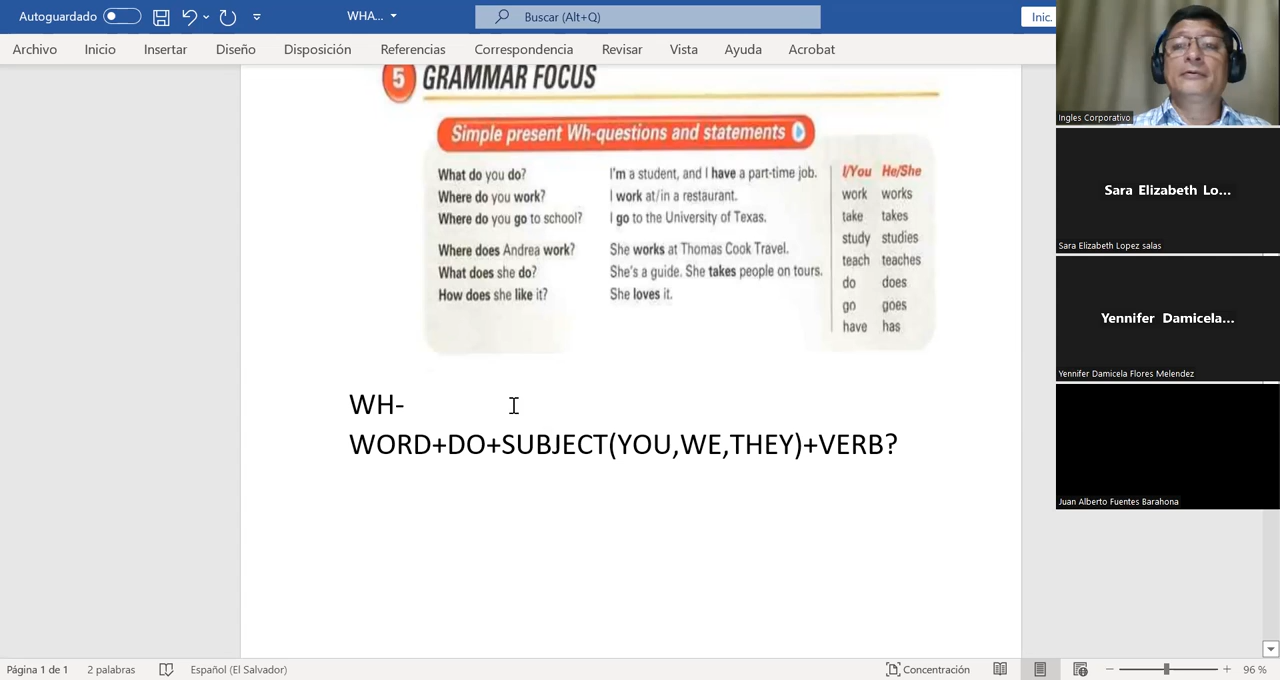 Autoguardado
WHA...
Buscar (Alt+Q)
Inic.
Archivo Inicio Insertar Diseño Disposición Referencias Correspondencia Revisar Vista Ayuda Acrobat
5 GRAMMAR FOCUS
Simple present Wh-questions and statements
What do you do? I'm a student, and I have a part-time job.
Where do you work? I work at/in a restaurant.
Where do you go to school? I go to the University of Texas.
Where does Andrea work? She works at Thomas Cook Travel.
What does she do? She's a guide. She takes people on tours.
How does she like it? She loves it.
I/You He/She
work works
take takes
study studies
teach teaches
do does
go goes
have has
WH-
WORD+DO+SUBJECT(YOU,WE,THEY)+VERB?
Ingles Corporativo
Sara Elizabeth Lo...
Sara Elizabeth Lopez salas
Yennifer Damicela...
Yennifer Damicela Flores Melendez
Juan Alberto Fuentes Barahona
Página 1 de 1 2 palabras Español (El Salvador) Concentración 96 %